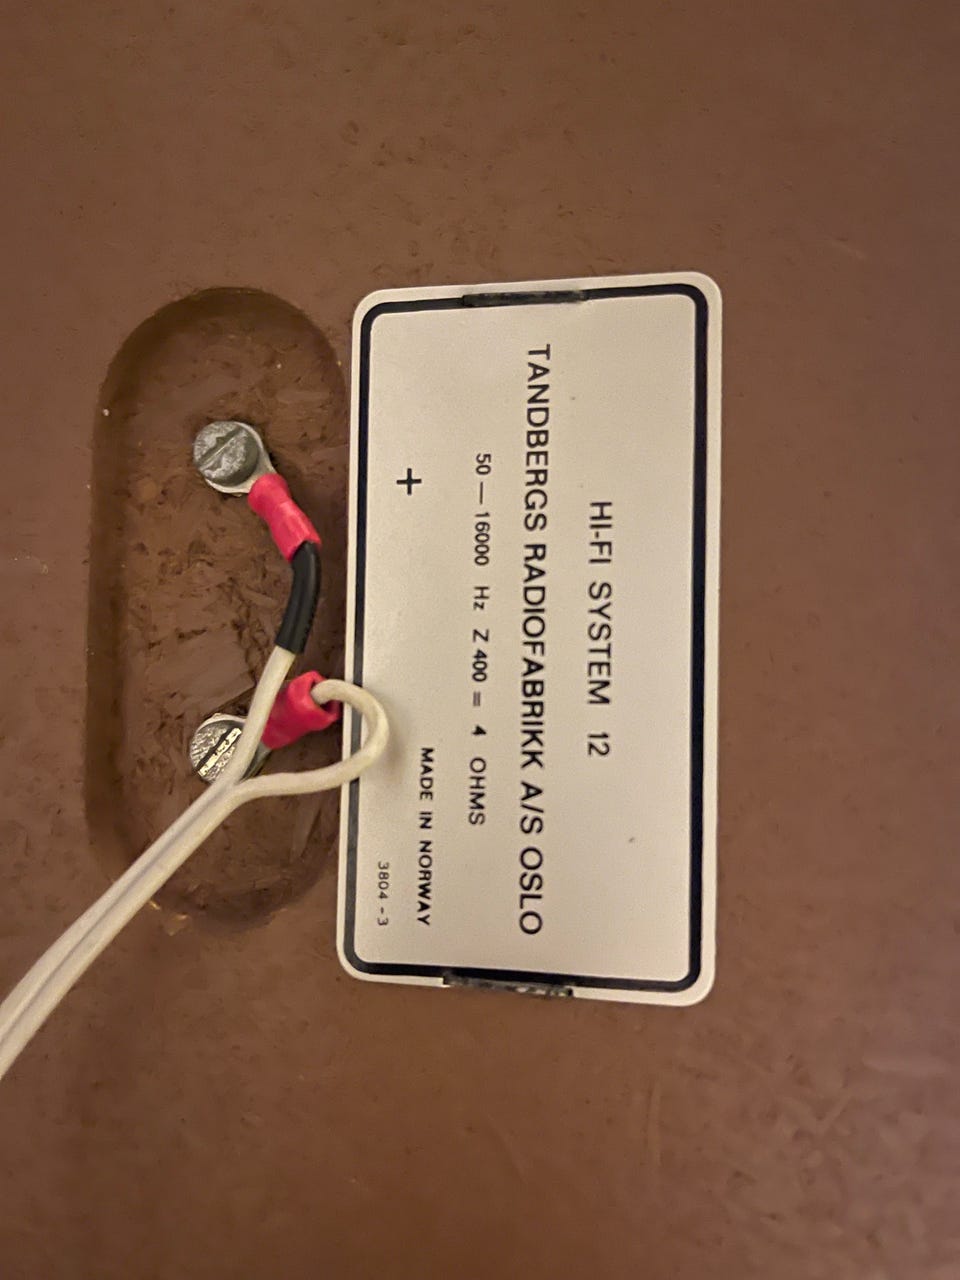 HI-FI SYSTEM 12
TANDBERGS RADIOFABRIKK A/S OSLO
50 — 16000 Hz Z 400 = 4 OHMS
+
MADE IN NORWAY
3804 - 3